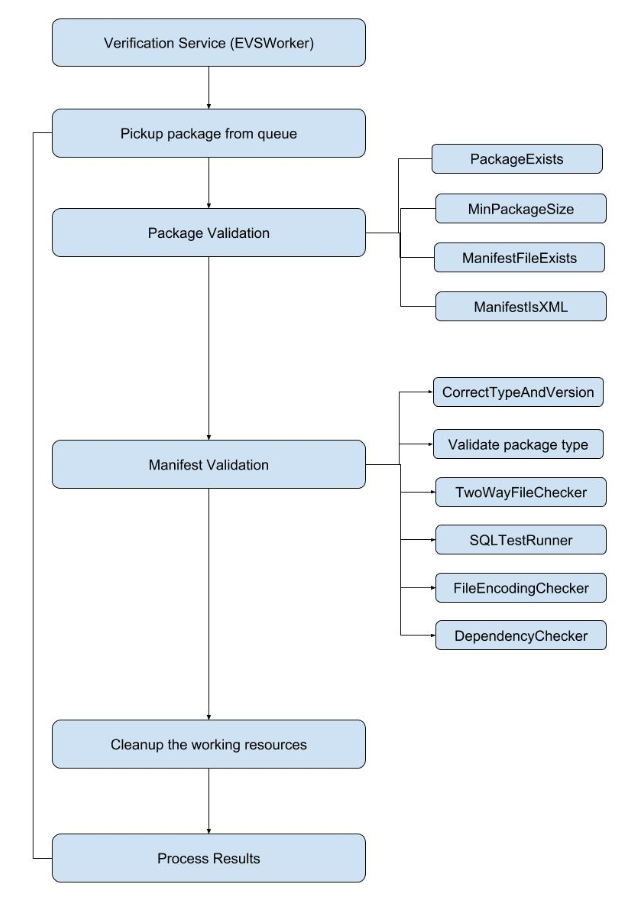 Verification Service (EVSWorker)
Pickup package from queue
Package Validation
PackageExists
MinPackageSize
ManifestFileExists
ManifestIsXML
Manifest Validation
CorrectTypeAndVersion
Validate package type
TwoWayFileChecker
SQLTestRunner
FileEncodingChecker
DependencyChecker
Cleanup the working resources
Process Results